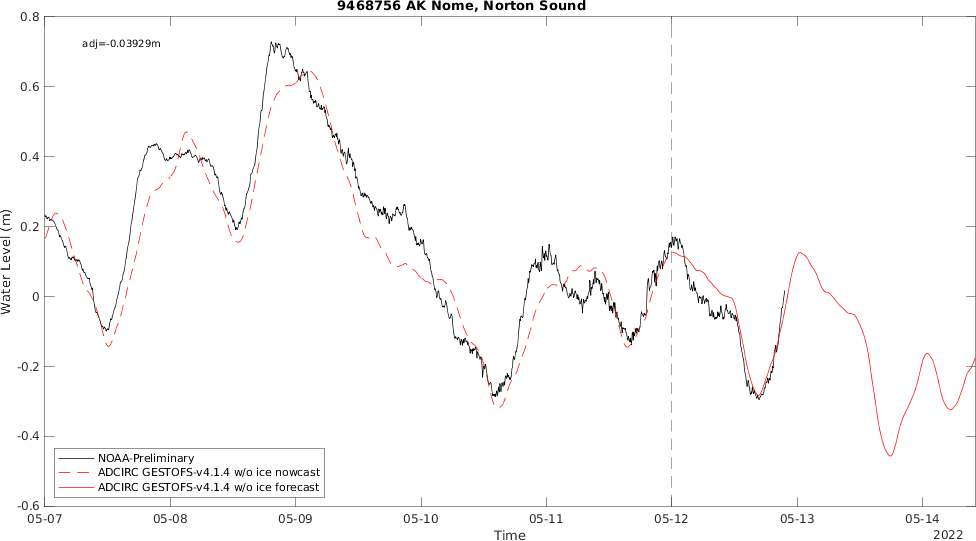 9468756 AK Nome, Norton Sound
adj=-0.03929m
0.8
0.6
0.4
0.2
0
-0.2
-0.4
-0.6
Water Level (m)
NOAA-Preliminary
ADCIRC GESTOFS-v4.1.4 w/o ice nowcast
ADCIRC GESTOFS-v4.1.4 w/o ice forecast
05-07 05-08 05-09 05-10 05-11 05-12 05-13 05-14
Time
2022